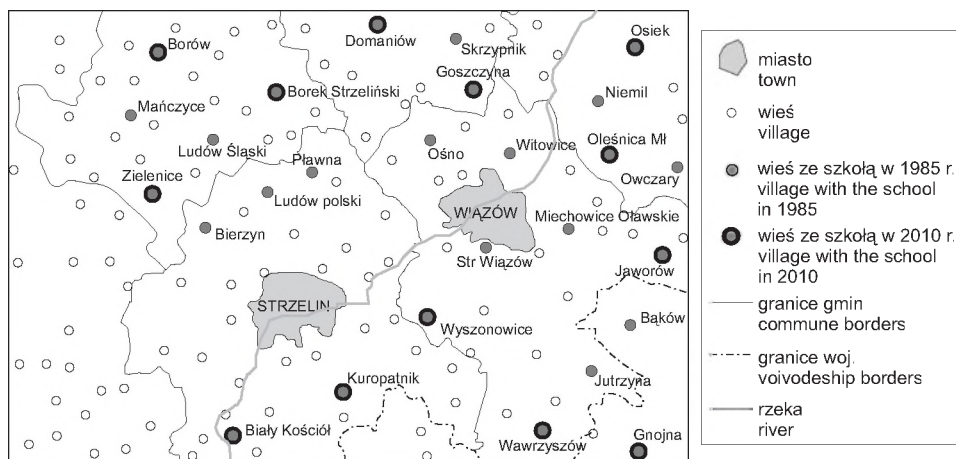 Domaniów
Osiek
Borów
Skrzypnik
Goszczyna
Borek Strzeliński
Niemil
Mańczyce
Ludów Śląski
Ośno
Witowice
Oleśnica Mł
Pławna
Zielenice
Owczary
Ludów polski
WIĄZÓW
Miechowice Oławskie
Bierzyn
Str Wiązów
Jaworów
STRZELIN
Wyszonowice
Bąków
Kuropatnik
Jutrzyna
Biały Kościół
Wawrzyszów
Gnojna
miasto
town
wieś
village
wieś ze szkołą w 1985 r.
village with the school
in 1985
wieś ze szkołą w 2010 r.
village with the school
in 2010
granice gmin
commune borders
granice woj.
voivodeship borders
rzeka
river